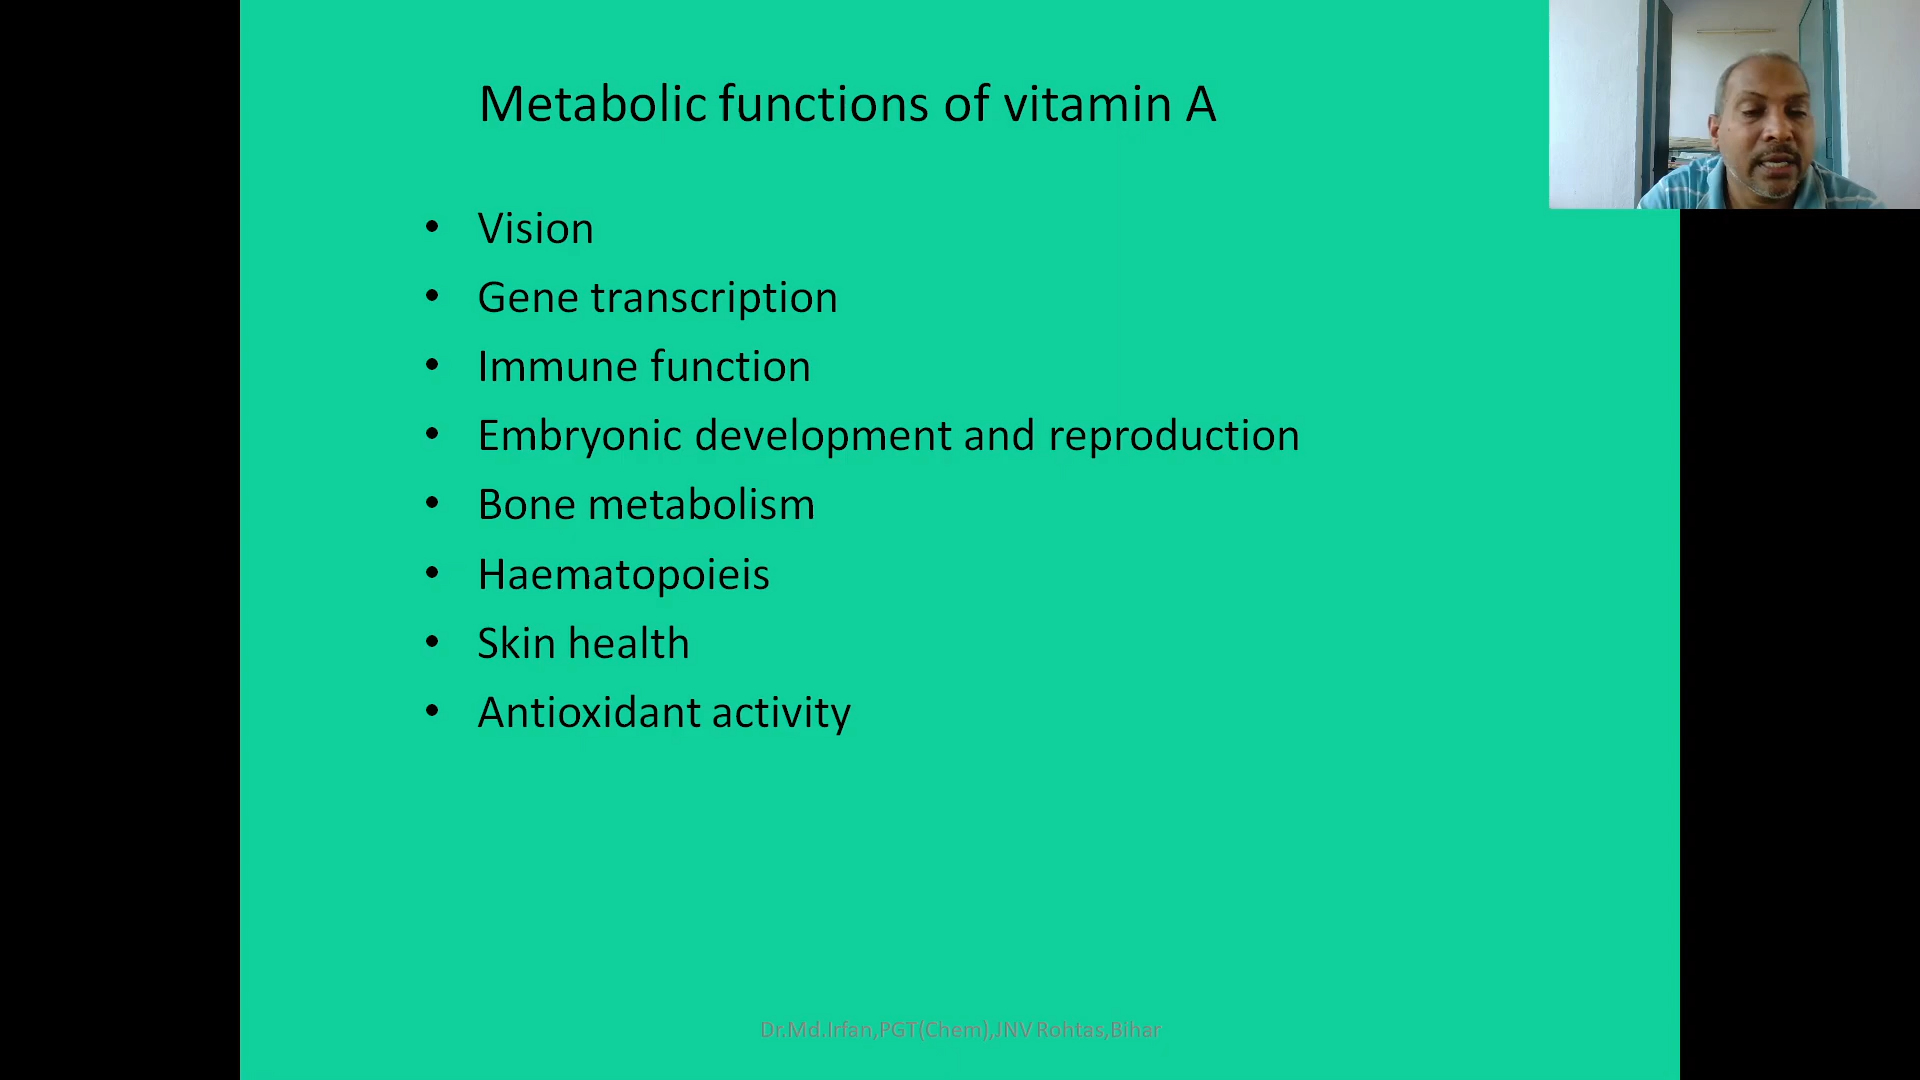 Metabolic functions of vitamin A
• Vision
• Gene transcription
• Immune function
• Embryonic development and reproduction
• Bone metabolism
• Haematopoieis
• Skin health
• Antioxidant activity
Dr.Md.Irfan,PGT(Chem),JNV Rohtas,Bihar